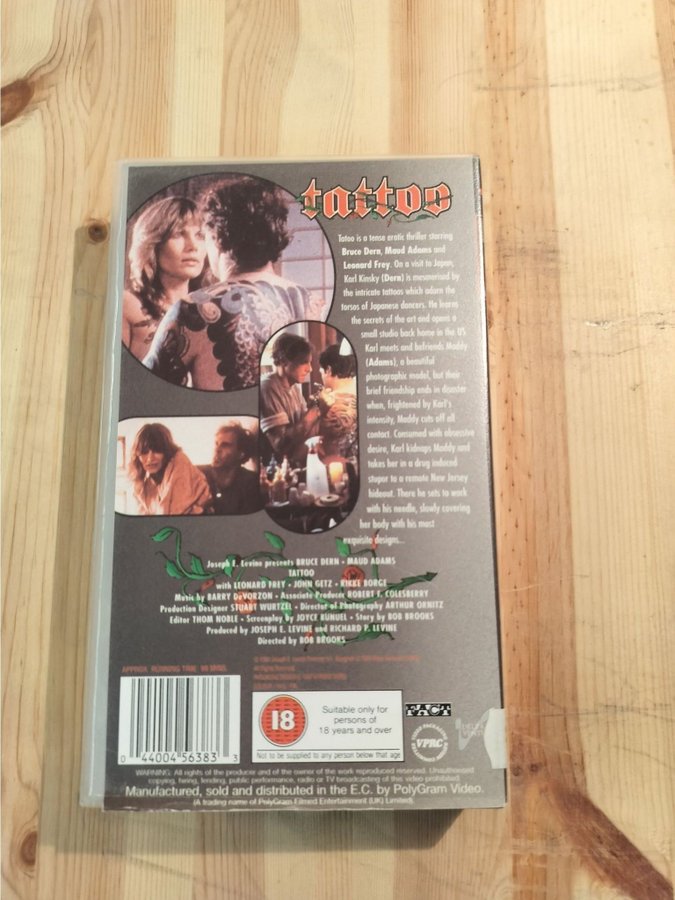 tattoo
Tatoo is a tense erotic thriller starring
Bruce Dern, Maud Adams and
Leonard Frey. On a visit to Japan,
Karl Kinsky (Dern) is mesmerised by
the intricate tattoos which adorn the
torsos of Japanese dancers. He learns
the secrets of the art and opens a
small studio back home in the US
Karl meets and befriends Maddy
(Adams), a beautiful
photographic model, but their
brief friendship ends in disaster
when, frightened by Karl's
intensity, Maddy cuts off all
contact. Consumed with obsessive
desire, Karl kidnaps Maddy and
takes her in a drug induced
stupor to a remote New Jersey
hideout. There he sets to work
with his needle, slowly covering
her body with his most
exquisite designs...
Joseph E. Levine presents BRUCE DERN • MAUD ADAMS
TATTOO
with LEONARD FREY • JOHN GETZ • RIKKE BORGE
Music by BARRY DeVORZON • Associate Producer ROBERT F. COLESBERRY
Production Designer STUART WURTZEL • Director of Photography ARTHUR ORNITZ
Editor THOM NOBLE • Screenplay by JOYCE BUNUEL • Story by BOB BROOKS
Produced by JOSEPH E. LEVINE and RICHARD P. LEVINE
Directed by BOB BROOKS
APPROX. RUNNING TIME: MINS.
All Rights Reserved.
0 44004 56383 3
18
Suitable only for
persons of
18 years and over
Not to be supplied to any person below that age
FACT
VPRC
WARNING: All rights of the producer and of the owner of the work reproduced reserved. Unauthorised
copying, hiring, lending, public performance, radio or TV broadcasting of this video prohibited.
Manufactured, sold and distributed in the E.C. by PolyGram Video.
(A trading name of PolyGram Filmed Entertainment (UK) Limited).